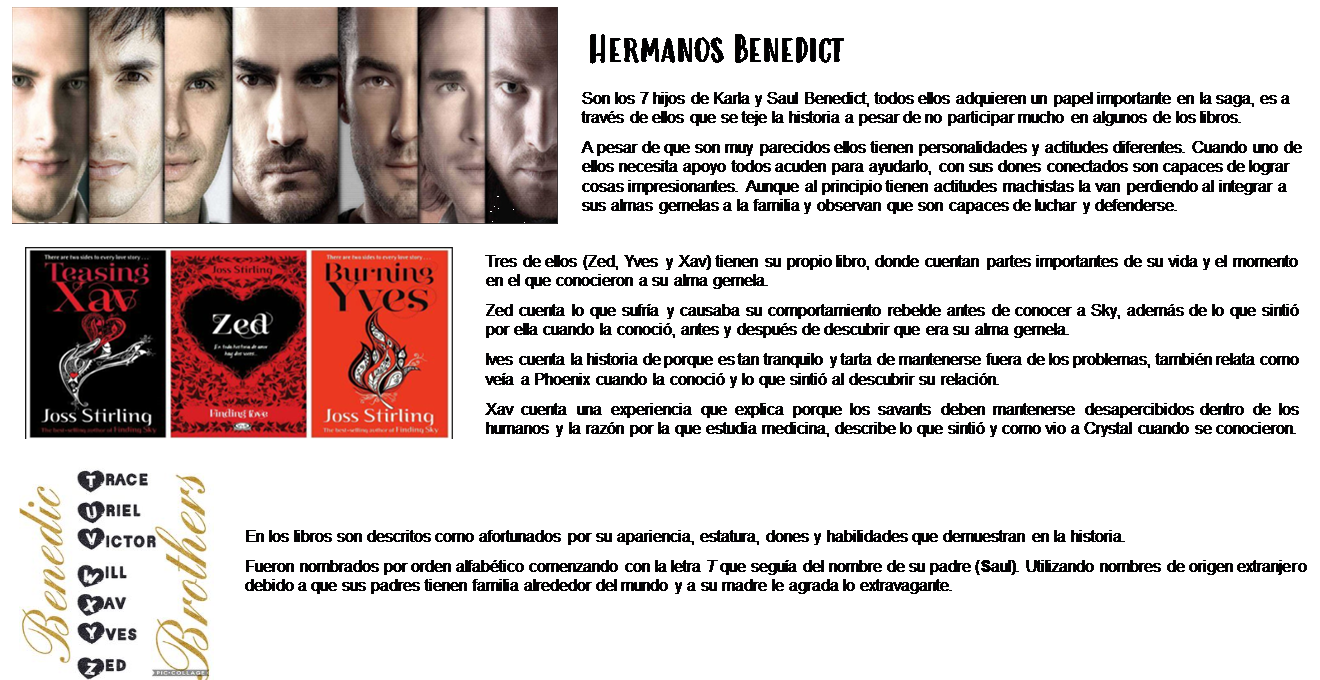 HERMANOS BENEDICT
Son los 7 hijos de Karla y Saul Benedict, todos ellos adquieren un papel importante en la saga, es a
través de ellos que se teje la historia a pesar de no participar mucho en algunos de los libros.
A pesar de que son muy parecidos ellos tienen personalidades y actitudes diferentes. Cuando uno de
ellos necesita apoyo todos acuden para ayudarlo, con sus dones conectados son capaces de lograr
cosas impresionantes. Aunque al principio tienen actitudes machistas la van perdiendo al integrar a
sus almas gemelas a la familia y observan que son capaces de luchar y defenderse.
There are two sides to every love story . . .
Teasing
Xav
Joss Stirling
The best-selling author of Finding Sky
Joss Stirling
Zed
En toda historia de amor
hay dos voces...
Finding love
There are two sides to every love story . . .
Burning
Yves
Joss Stirling
The best-selling author of Finding Sky
Tres de ellos (Zed, Yves y Xav) tienen su propio libro, donde cuentan partes importantes de su vida y el momento
en el que conocieron a su alma gemela.
Zed cuenta lo que sufría y causaba su comportamiento rebelde antes de conocer a Sky, además de lo que sintió
por ella cuando la conoció, antes y después de descubrir que era su alma gemela.
Ives cuenta la historia de porque es tan tranquilo y tarta de mantenerse fuera de los problemas, también relata como
veía a Phoenix cuando la conoció y lo que sintió al descubrir su relación.
Xav cuenta una experiencia que explica porque los savants deben mantenerse desapercibidos dentro de los
humanos y la razón por la que estudia medicina, describe lo que sintió y como vio a Crystal cuando se conocieron.
Benedic
TRACE
URIEL
VICTOR
WILL
XAV
YVES
ZED
Brothers
PIC•COLLAGE
En los libros son descritos como afortunados por su apariencia, estatura, dones y habilidades que demuestran en la historia.
Fueron nombrados por orden alfabético comenzando con la letra T que seguía del nombre de su padre (Saul). Utilizando nombres de origen extranjero
debido a que sus padres tienen familia alrededor del mundo y a su madre le agrada lo extravagante.